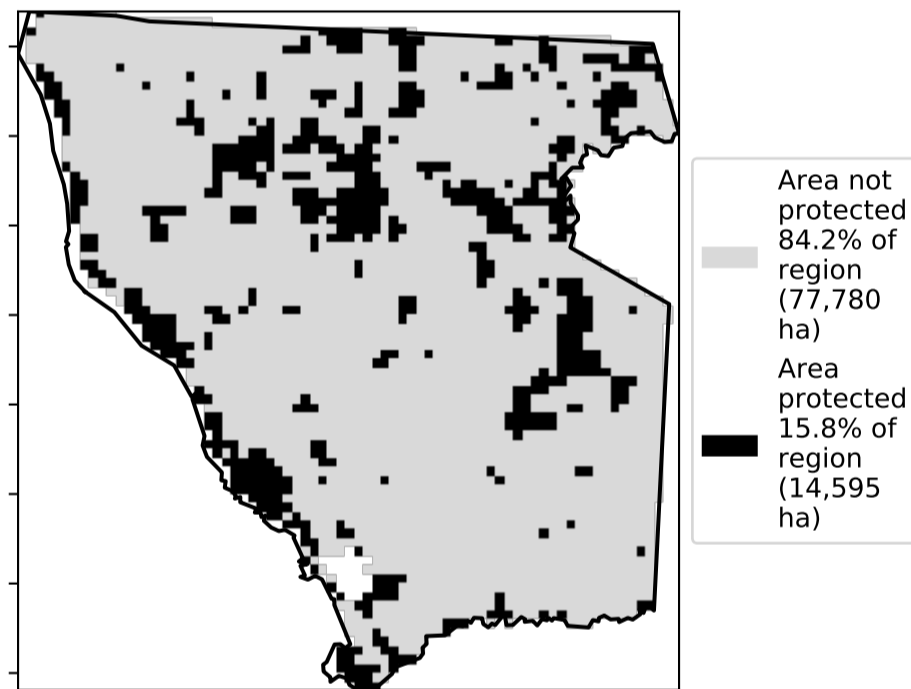 Area not
protected
84.2% of
region
(77,780
ha)
Area
protected
15.8% of
region
(14,595
ha)